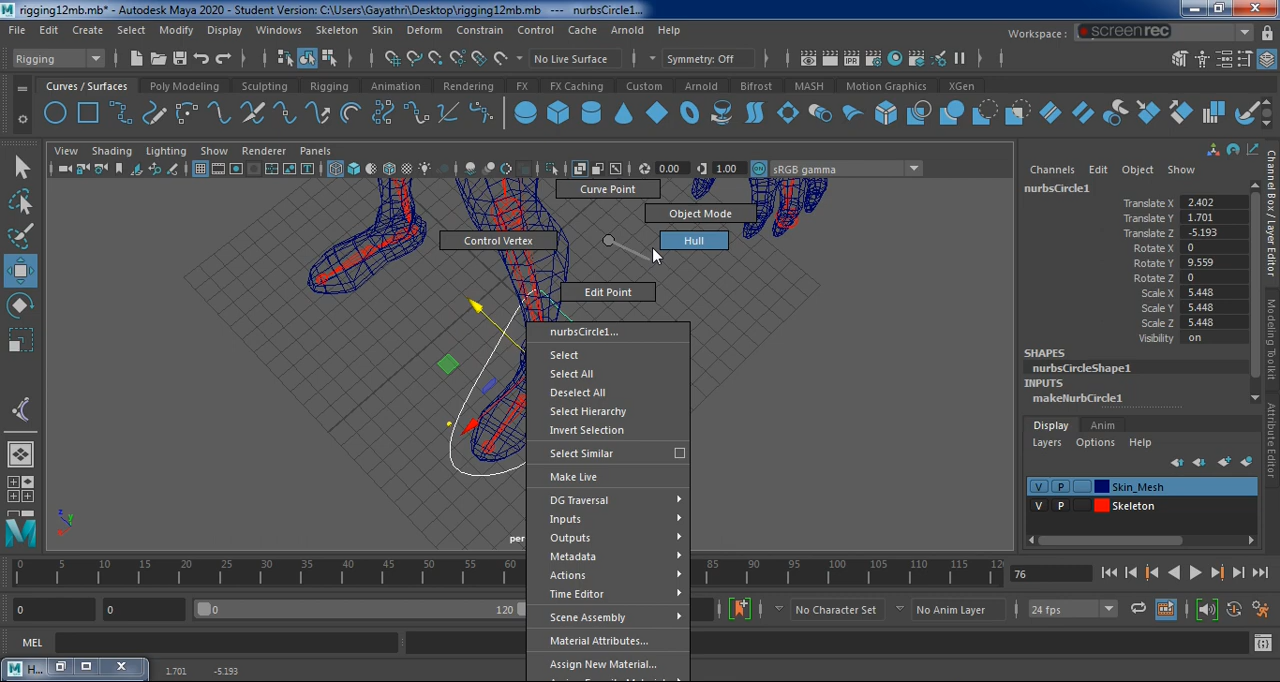 rigging12mb.mb* - Autodesk Maya 2020 - Student Version: C:\Users\Gayathri\Desktop\rigging12mb.mb --- nurbsCircle1...
File Edit Create Select Modify Display Windows Skeleton Skin Deform Constrain Control Cache Arnold Help
Workspace : screenrec
Rigging No Live Surface Symmetry: Off IPR
Curves / Surfaces Poly Modeling Sculpting Rigging Animation Rendering FX FX Caching Custom Arnold Bifrost MASH Motion Graphics XGen
View Shading Lighting Show Renderer Panels
0.00 1.00 sRGB gamma
Curve Point
Object Mode
Control Vertex Hull
Edit Point
nurbsCircle1...
Select
Select All
Deselect All
Select Hierarchy
Invert Selection
Select Similar
Make Live
DG Traversal
Inputs
Outputs
Metadata
Actions
Time Editor
Scene Assembly
Material Attributes...
Assign New Material...
Channels Edit Object Show
nurbsCircle1
Translate X 2.402
Translate Y 1.701
Translate Z -5.193
Rotate X 0
Rotate Y 9.559
Rotate Z 0
Scale X 5.448
Scale Y 5.448
Scale Z 5.448
Visibility on
SHAPES
nurbsCircleShape1
INPUTS
makeNurbCircle1
Display Anim
Layers Options Help
V P Skin_Mesh
V P Skeleton
Channel Box / Layer Editor
Modeling Toolkit
Attribute Editor
0 5 10 15 20 25 30 35 40 45 50 55 60 85 90 95 100 105 110 115 76
0 0 0 120 No Character Set No Anim Layer 24 fps
MEL
H... 1.701 -5.193